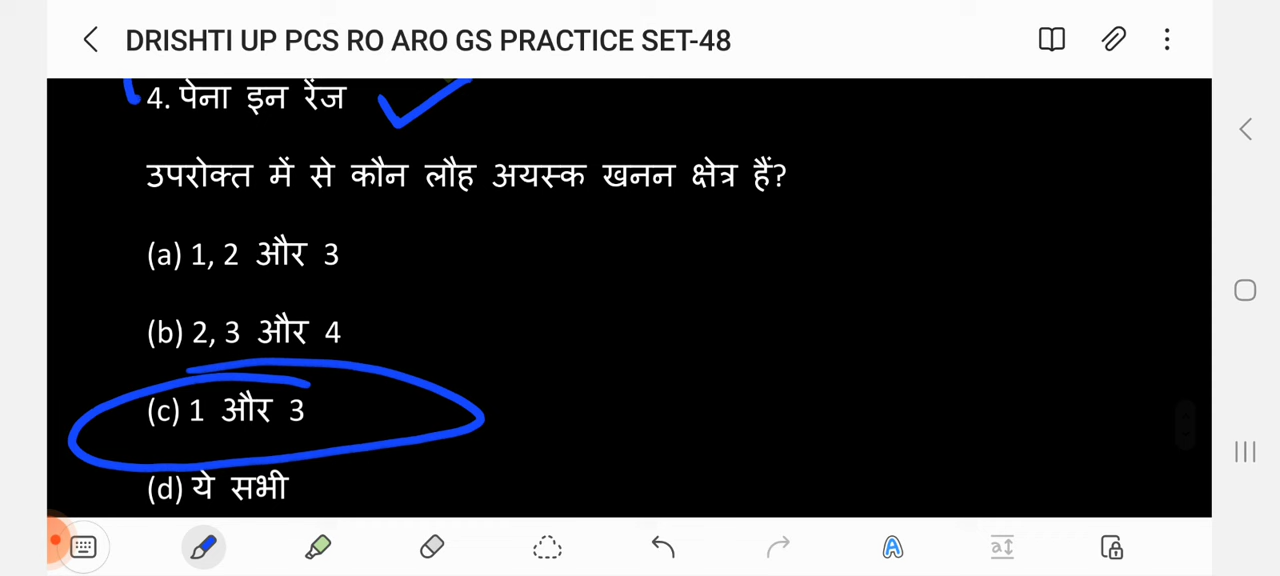 DRISHTI UP PCS RO ARO GS PRACTICE SET-48
4. पेना इन रेंज
उपरोक्त में से कौन लौह अयस्क खनन क्षेत्र हैं?
(a) 1, 2 और 3
(b) 2, 3 और 4
(c) 1 और 3
(d) ये सभी